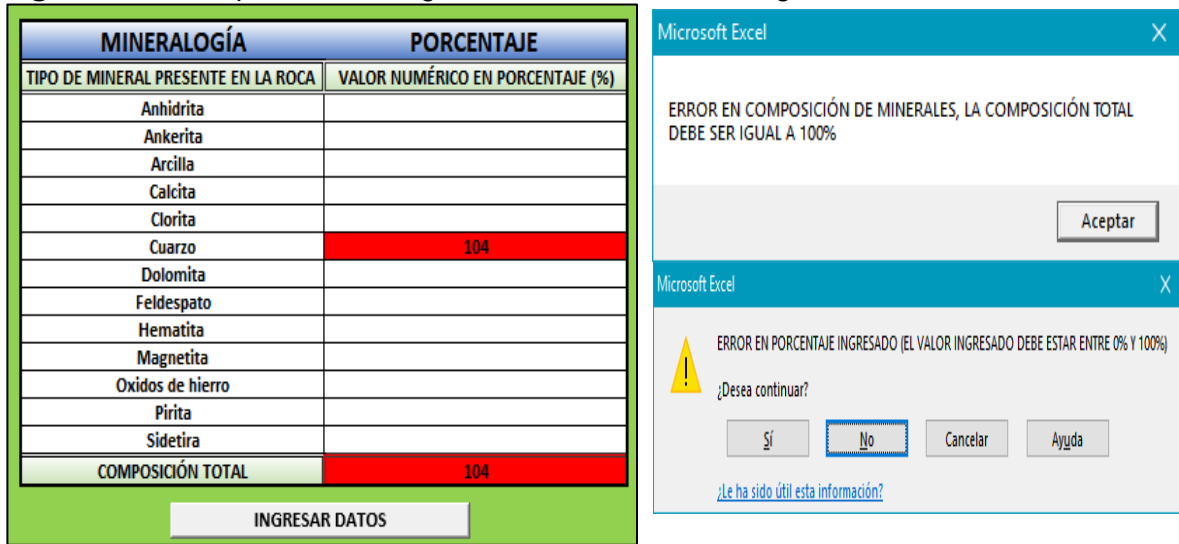 MINERALOGÍA PORCENTAJE
TIPO DE MINERAL PRESENTE EN LA ROCA VALOR NUMÉRICO EN PORCENTAJE (%)
Anhidrita
Ankerita
Arcilla
Calcita
Clorita
Cuarzo 104
Dolomita
Feldespato
Hematita
Magnetita
Oxidos de hierro
Pirita
Sidetira
COMPOSICIÓN TOTAL 104
INGRESAR DATOS
Microsoft Excel X
ERROR EN COMPOSICIÓN DE MINERALES, LA COMPOSICIÓN TOTAL
DEBE SER IGUAL A 100%
Aceptar
Microsoft Excel X
ERROR EN PORCENTAJE INGRESADO (EL VALOR INGRESADO DEBE ESTAR ENTRE 0% Y 100%)
¿Desea continuar?
Sí No Cancelar Ayuda
¿Le ha sido útil esta información?